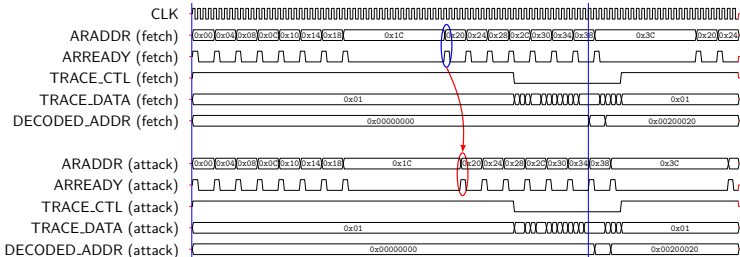 CLK
ARADDR (fetch) 0x00 0x04 0x08 0x0C 0x10 0x14 0x18 0x1C 0x20 0x24 0x28 0x2C 0x30 0x34 0x38 0x3C 0x20 0x24
ARREADY (fetch)
TRACE_CTL (fetch)
TRACE_DATA (fetch) 0x01 0x01
DECODED_ADDR (fetch) 0x00000000 0x00200020
ARADDR (attack) 0x00 0x04 0x08 0x0C 0x10 0x14 0x18 0x1C 0x20 0x24 0x28 0x2C 0x30 0x34 0x38 0x3C
ARREADY (attack)
TRACE_CTL (attack)
TRACE_DATA (attack) 0x01 0x01
DECODED_ADDR (attack) 0x00000000 0x00200020